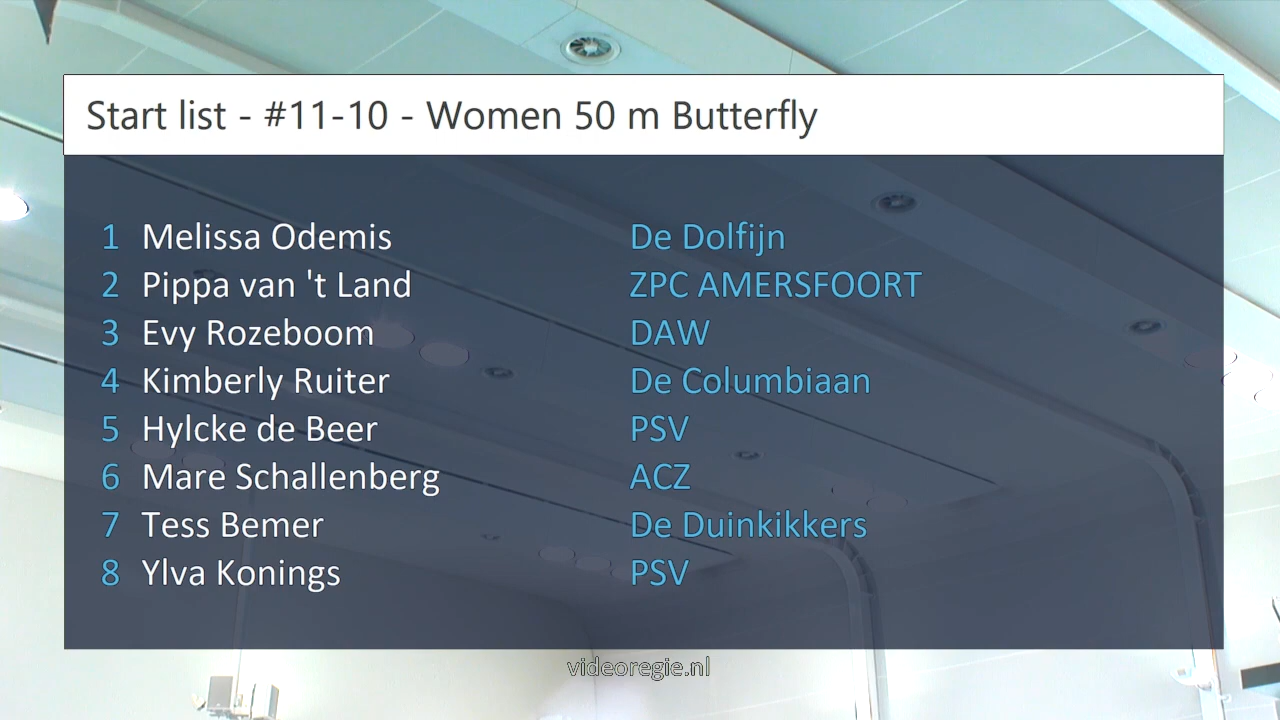 Start list - #11-10 - Women 50 m Butterfly
1 Melissa Odemis De Dolfijn
2 Pippa van 't Land ZPC AMERSFOORT
3 Evy Rozeboom DAW
4 Kimberly Ruiter De Columbiaan
5 Hylcke de Beer PSV
6 Mare Schallenberg ACZ
7 Tess Bemer De Duinkikkers
8 Ylva Konings PSV
videoregie.nl